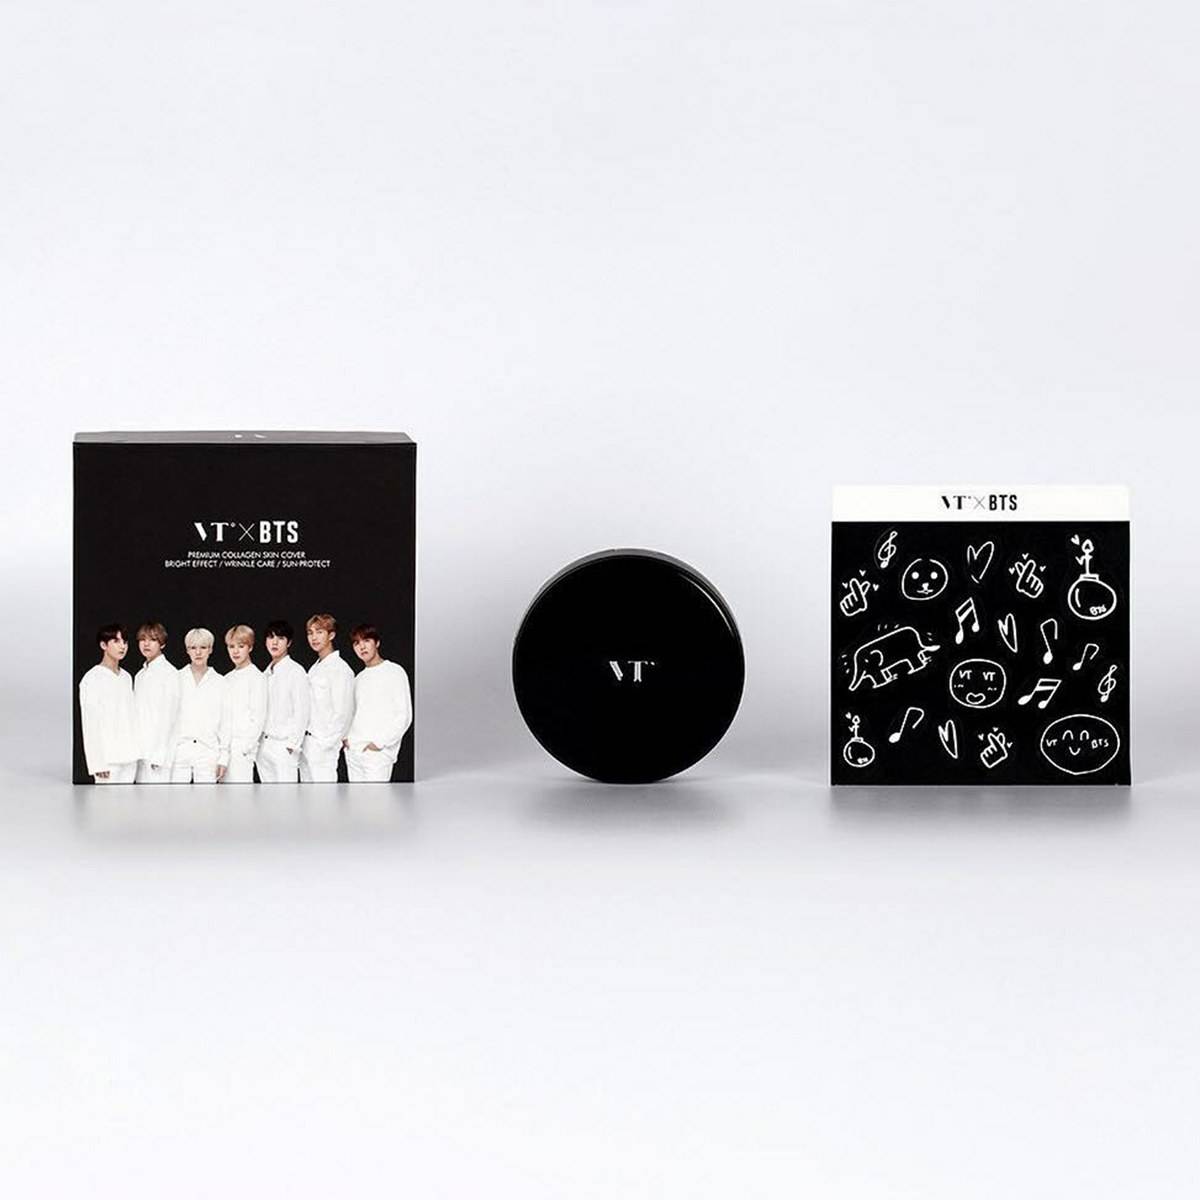 VT° × BTS
PREMIUM COLLAGEN SKIN COVER
BRIGHT EFFECT / WRINKLE CARE / SUN-PROTECT
VT°
VT° × BTS
BTS
VT VT
BTS
VT BTS